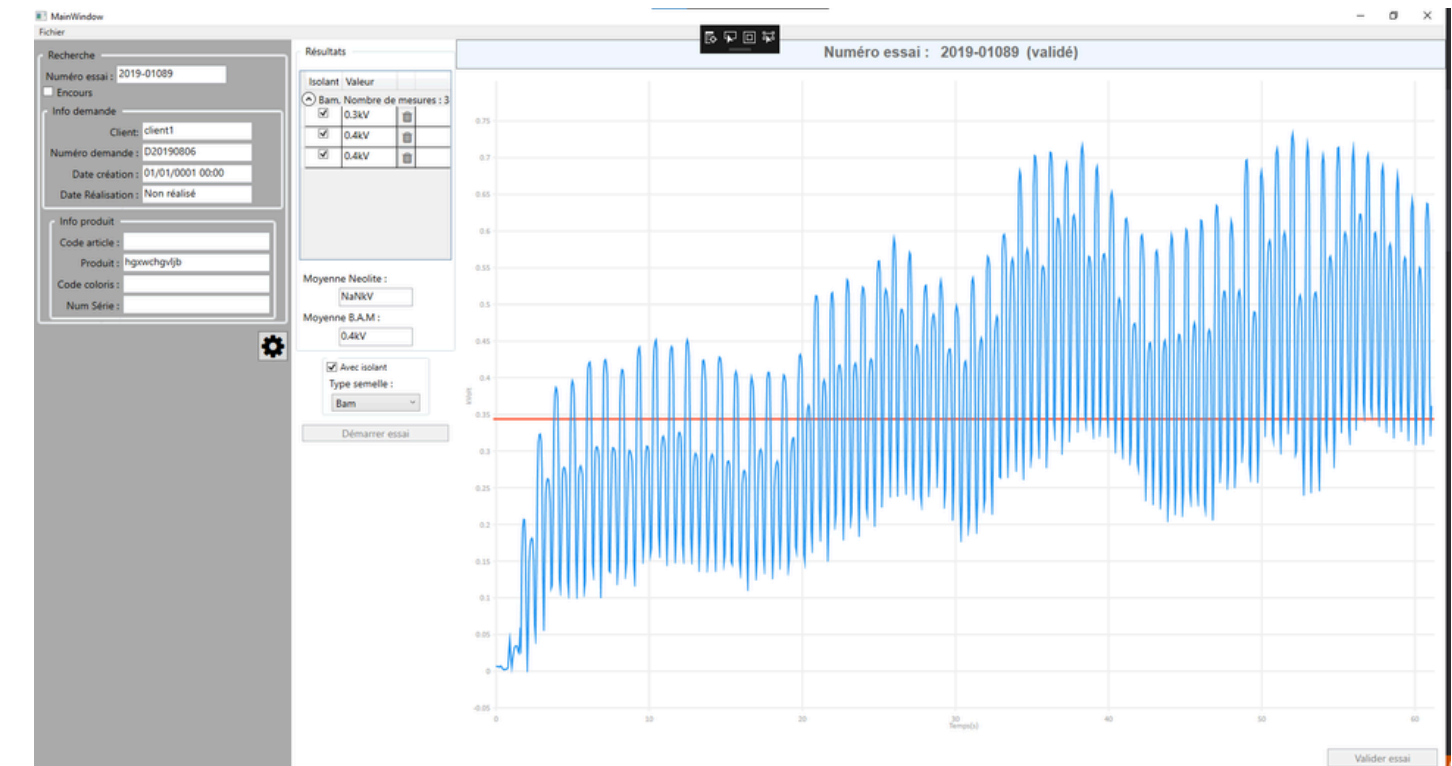 MainWindow
Fichier
Recherche
Numéro essai : 2019-01089
Encours
Info demande
Client: client1
Numéro demande : D20190806
Date création : 01/01/0001 00:00
Date Réalisation : Non réalisé
Info produit
Code article :
Produit : hgxwchgvljb
Code coloris :
Num Série :
Résultats
Isolant Valeur
Bam, Nombre de mesures : 3
0.3kV
0.4kV
0.4kV
Moyenne Neolite :
NaNkV
Moyenne B.A.M :
0.4kV
Avec isolant
Type semelle :
Bam
Démarrer essai
Numéro essai : 2019-01089 (validé)
0.75
0.7
0.65
0.6
0.55
0.5
0.45
0.4
0.35
0.3
0.25
0.2
0.15
0.1
0.05
0
-0.05
kVolt
0 10 20 30 40 50 60
Temps(s)
Valider essai